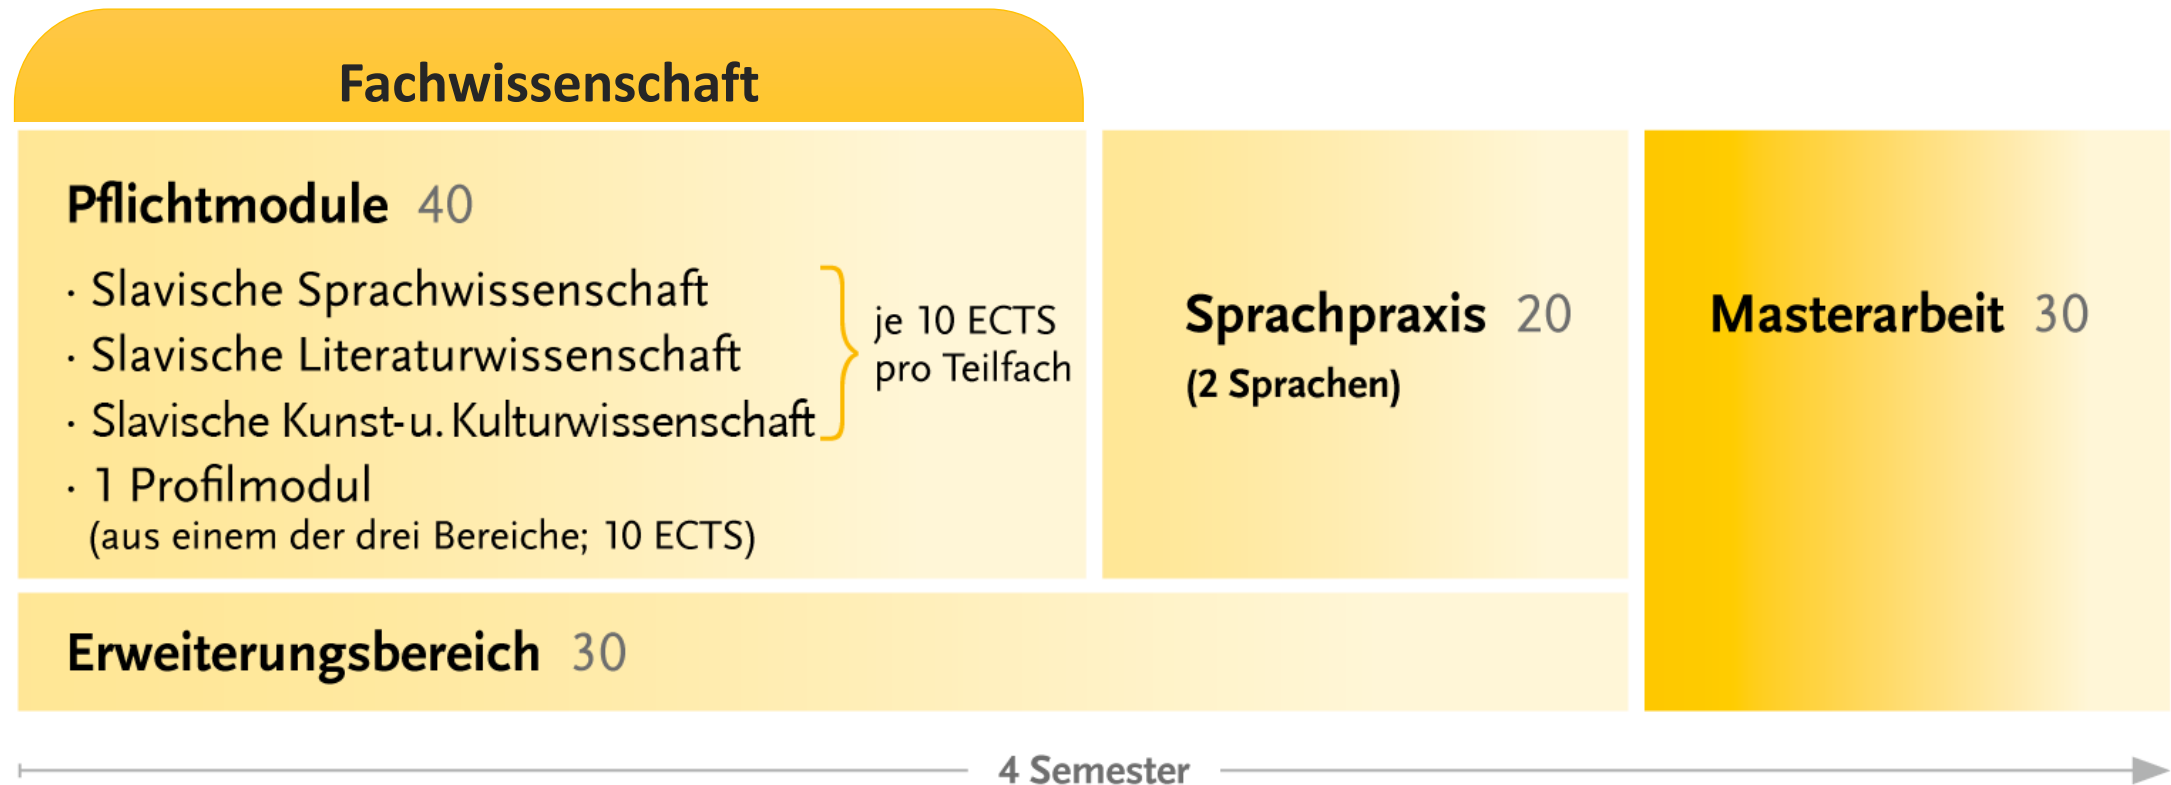 Fachwissenschaft
Pflichtmodule 40
· Slavische Sprachwissenschaft
· Slavische Literaturwissenschaft
· Slavische Kunst-u. Kulturwissenschaft
je 10 ECTS
pro Teilfach
· 1 Profilmodul
(aus einem der drei Bereiche; 10 ECTS)
Sprachpraxis 20
(2 Sprachen)
Masterarbeit 30
Erweiterungsbereich 30
4 Semester